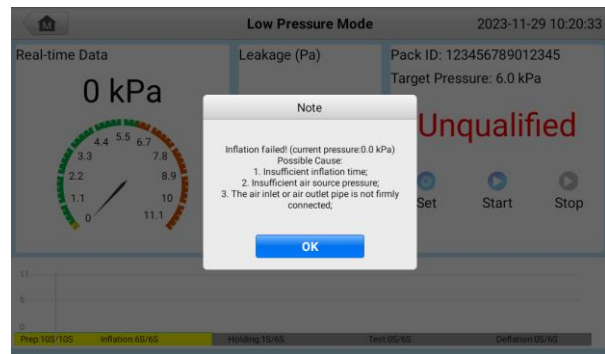 M
Low Pressure Mode
2023-11-29 10:20:33
Real-time Data
0 kPa
0
1.1
2.2
3.3
4.4
5.5
6.7
7.8
8.9
10
11.1
Leakage (Pa)
Pack ID: 123456789012345
Target Pressure: 6.0 kPa
Unqualified
Set
Start
Stop
Note
Inflation failed! (current pressure:0.0 kPa)
Possible Cause:
1. Insufficient inflation time;
2. Insufficient air source pressure;
3. The air inlet or air outlet pipe is not firmly
connected;
OK
11
6
0
Prep:10S/10S
Inflation:6S/6S
Holding:1S/6S
Test:0S/6S
Deflation:0S/6S